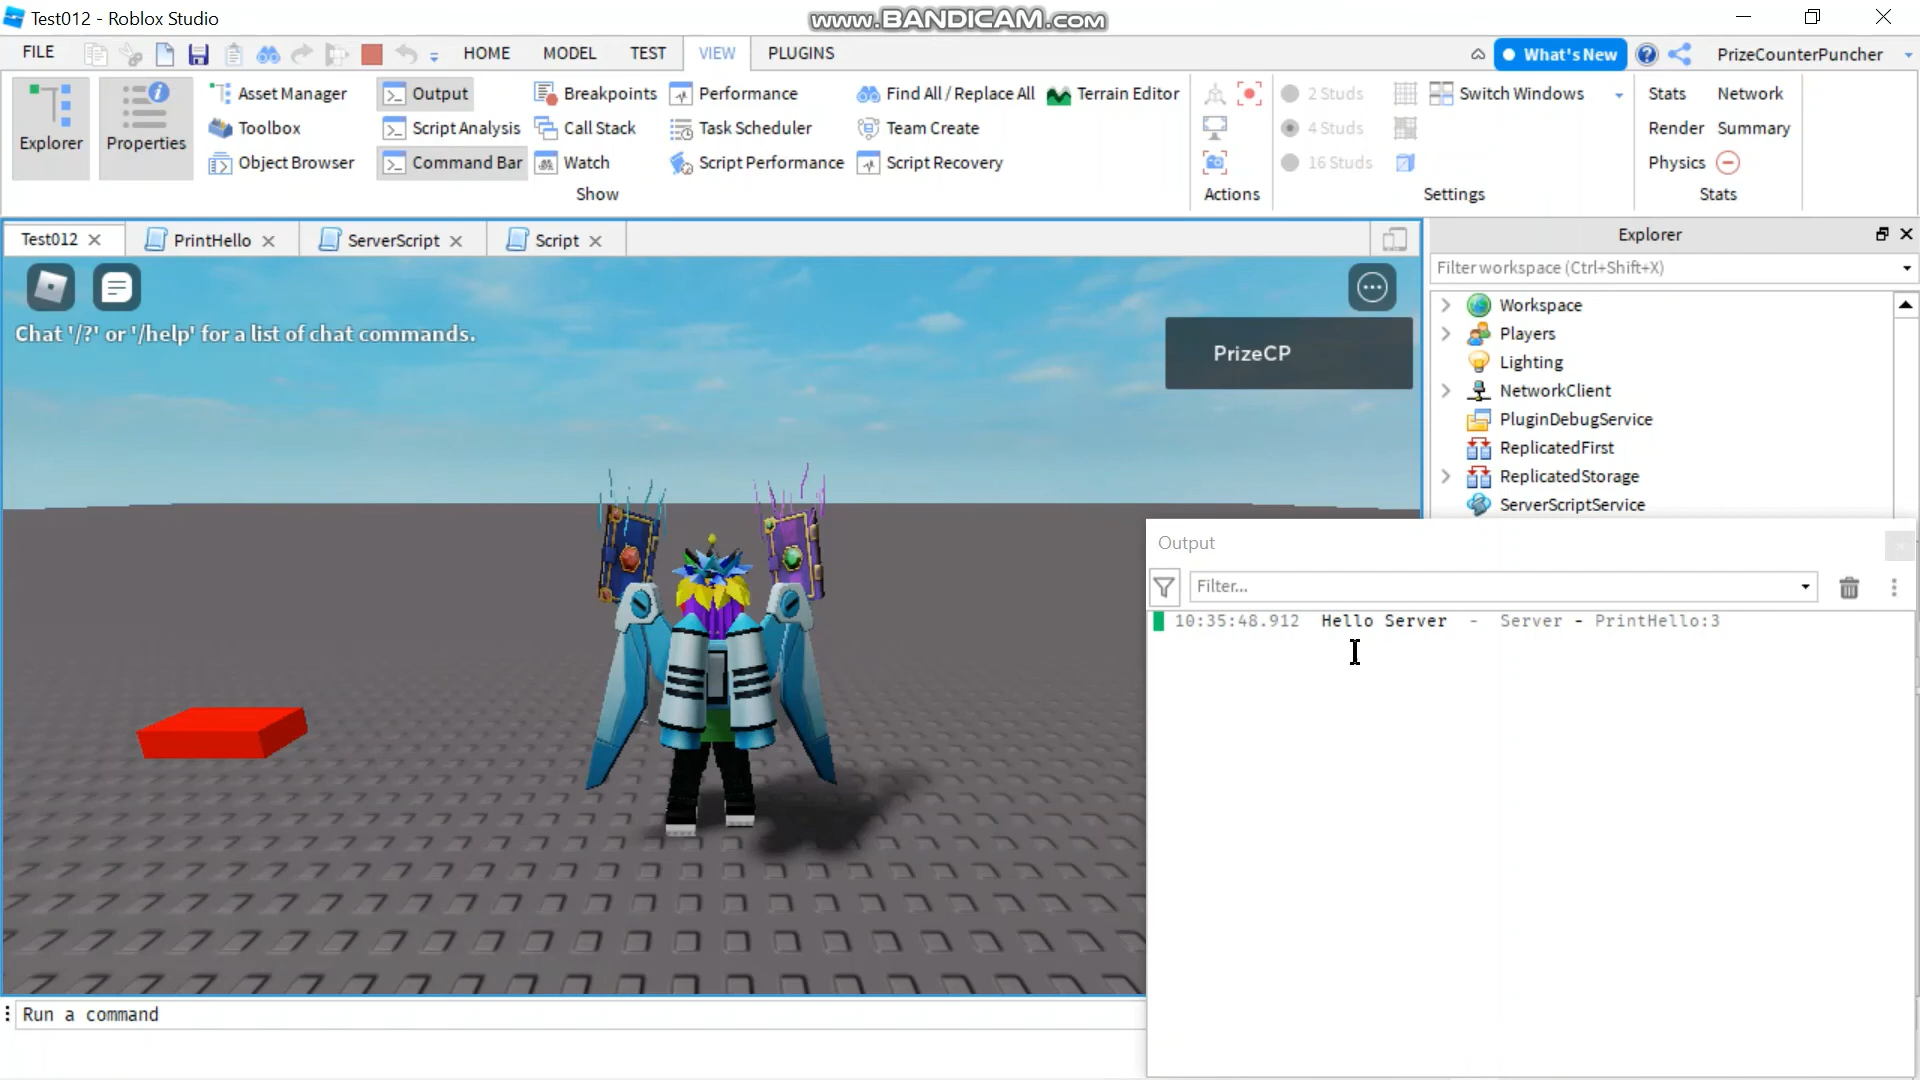 Test012 - Roblox Studio
www.BANDICAM.com
FILE HOME MODEL TEST VIEW PLUGINS
What's New
PrizeCounterPuncher
Explorer
Properties
Asset Manager
Toolbox
Object Browser
Output
Script Analysis
Command Bar
Breakpoints
Call Stack
Watch
Performance
Task Scheduler
Script Performance
Find All / Replace All
Team Create
Script Recovery
Terrain Editor
Show
Actions
2 Studs
4 Studs
16 Studs
Switch Windows
Settings
Stats Network
Render Summary
Physics
Stats
Test012 PrintHello ServerScript Script
Chat '/?' or '/help' for a list of chat commands.
PrizeCP
Explorer
Filter workspace (Ctrl+Shift+X)
Workspace
Players
Lighting
NetworkClient
PluginDebugService
ReplicatedFirst
ReplicatedStorage
ServerScriptService
Output
Filter...
10:35:48.912 Hello Server - Server - PrintHello:3
Run a command